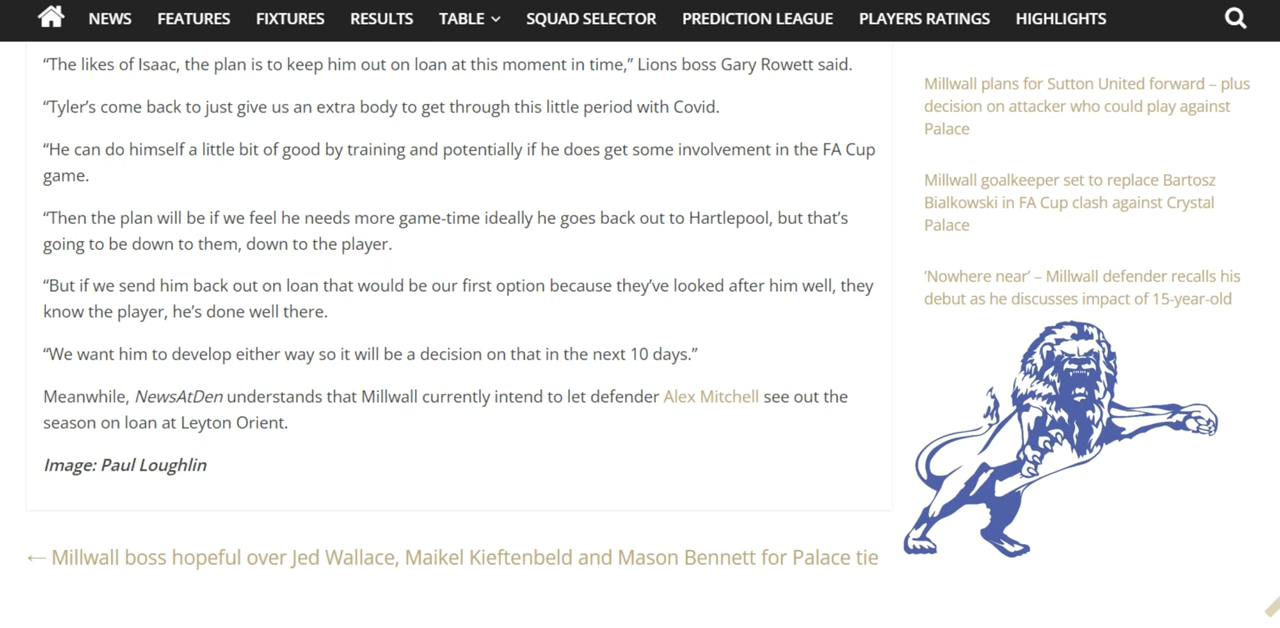 NEWS FEATURES FIXTURES RESULTS TABLE SQUAD SELECTOR PREDICTION LEAGUE PLAYERS RATINGS HIGHLIGHTS
“The likes of Isaac, the plan is to keep him out on loan at this moment in time,” Lions boss Gary Rowett said.
“Tyler’s come back to just give us an extra body to get through this little period with Covid.
“He can do himself a little bit of good by training and potentially if he does get some involvement in the FA Cup
game.
“Then the plan will be if we feel he needs more game-time ideally he goes back out to Hartlepool, but that’s
going to be down to them, down to the player.
“But if we send him back out on loan that would be our first option because they’ve looked after him well, they
know the player, he’s done well there.
“We want him to develop either way so it will be a decision on that in the next 10 days.”
Meanwhile, NewsAtDen understands that Millwall currently intend to let defender Alex Mitchell see out the
season on loan at Leyton Orient.
Image: Paul Loughlin
← Millwall boss hopeful over Jed Wallace, Maikel Kieftenbeld and Mason Bennett for Palace tie
Millwall plans for Sutton United forward – plus
decision on attacker who could play against
Palace
Millwall goalkeeper set to replace Bartosz
Bialkowski in FA Cup clash against Crystal
Palace
‘Nowhere near’ – Millwall defender recalls his
debut as he discusses impact of 15-year-old